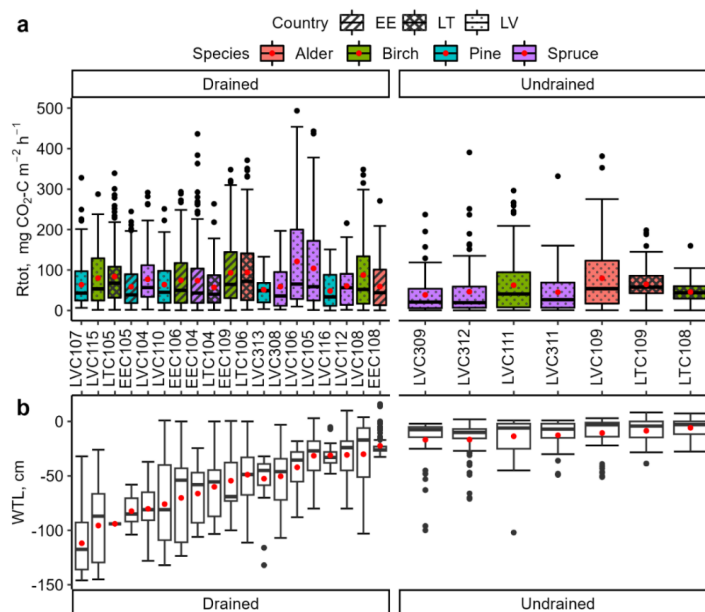 a
Country EE LT LV
Species Alder Birch Pine Spruce
Drained Undrained
Rtot, mg CO₂-C m⁻² h⁻¹
500
400
300
200
100
0
LVC107 LVC115 LTC105 EEC105 LVC104 LVC110 EEC106 EEC104 LTC104 EEC109 LTC106 LVC313 LVC308 LVC106 LVC105 LVC116 LVC112 LVC108 EEC108 LVC309 LVC312 LVC111 LVC311 LVC109 LTC109 LTC108
b
WTL, cm
0
-50
-100
-150
Drained Undrained